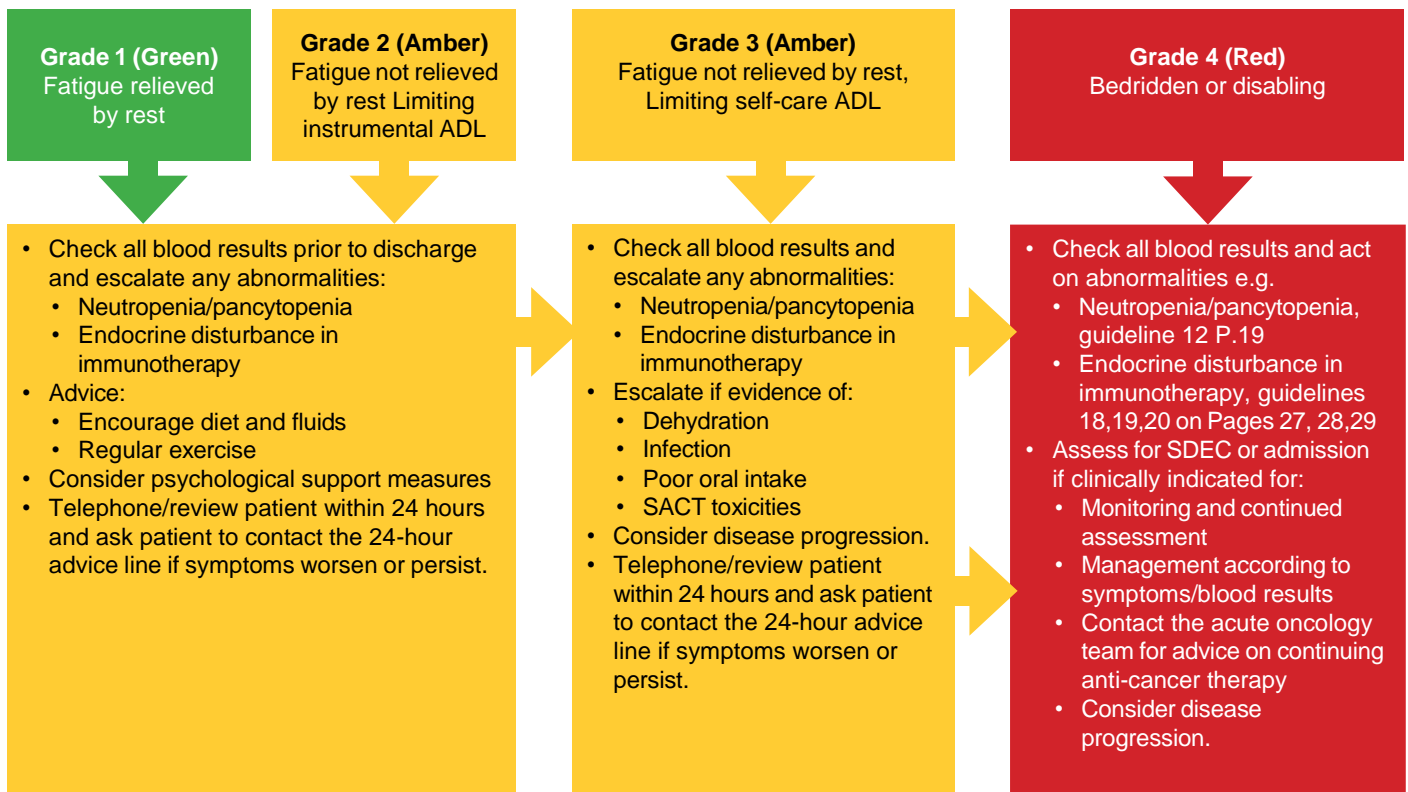 Grade 1 (Green)
Fatigue relieved
by rest
Grade 2 (Amber)
Fatigue not relieved
by rest Limiting
instrumental ADL
Grade 3 (Amber)
Fatigue not relieved by rest,
Limiting self-care ADL
Grade 4 (Red)
Bedridden or disabling
• Check all blood results prior to discharge
and escalate any abnormalities:
• Neutropenia/pancytopenia
• Endocrine disturbance in
immunotherapy
• Advice:
• Encourage diet and fluids
• Regular exercise
• Consider psychological support measures
• Telephone/review patient within 24 hours
and ask patient to contact the 24-hour
advice line if symptoms worsen or persist.
• Check all blood results and
escalate any abnormalities:
• Neutropenia/pancytopenia
• Endocrine disturbance in
immunotherapy
• Escalate if evidence of:
• Dehydration
• Infection
• Poor oral intake
• SACT toxicities
• Consider disease progression.
• Telephone/review patient
within 24 hours and ask patient
to contact the 24-hour advice
line if symptoms worsen or
persist.
• Check all blood results and act
on abnormalities e.g.
• Neutropenia/pancytopenia,
guideline 12 P.19
• Endocrine disturbance in
immunotherapy, guidelines
18,19,20 on Pages 27, 28,29
• Assess for SDEC or admission
if clinically indicated for:
• Monitoring and continued
assessment
• Management according to
symptoms/blood results
• Contact the acute oncology
team for advice on continuing
anti-cancer therapy
• Consider disease
progression.